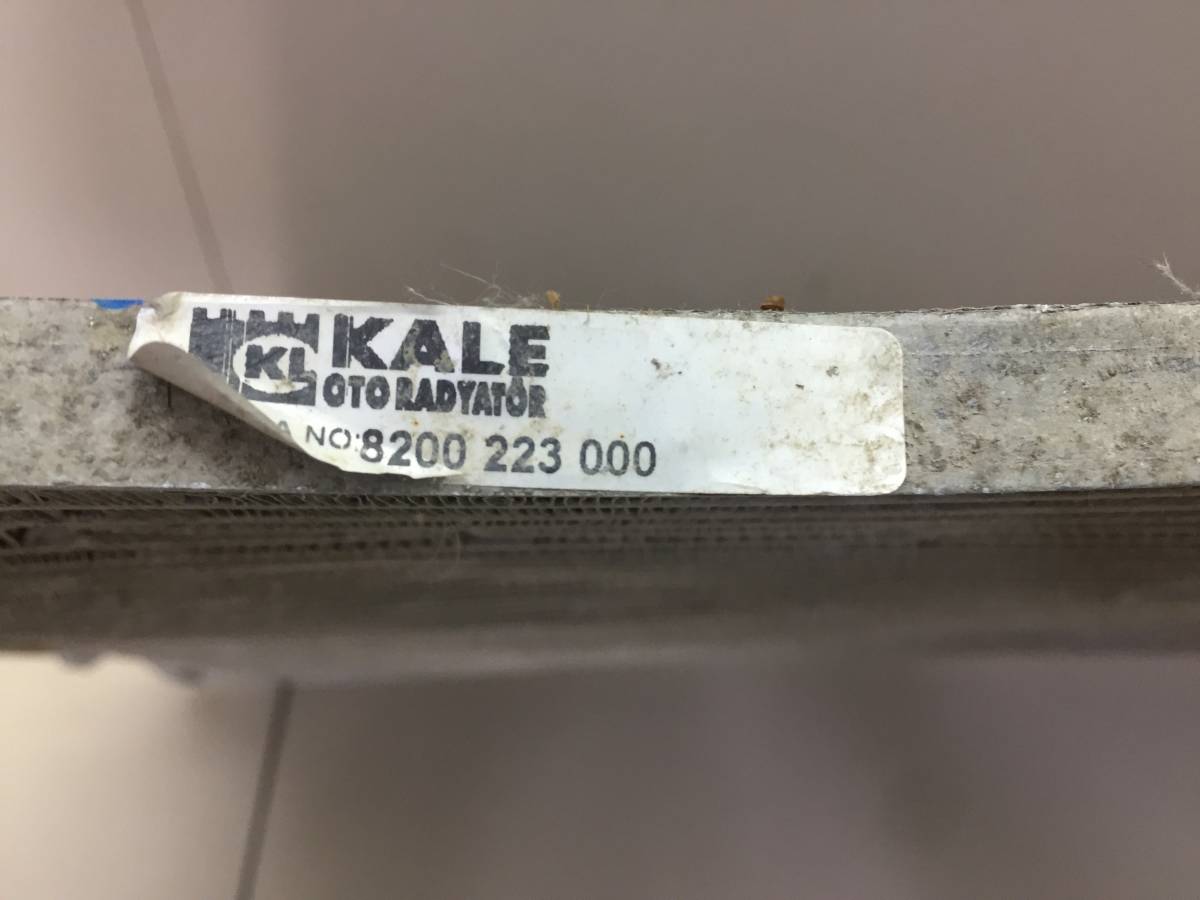 KL KALE
OTO RADYATÖR
A NO: 8200 223 000